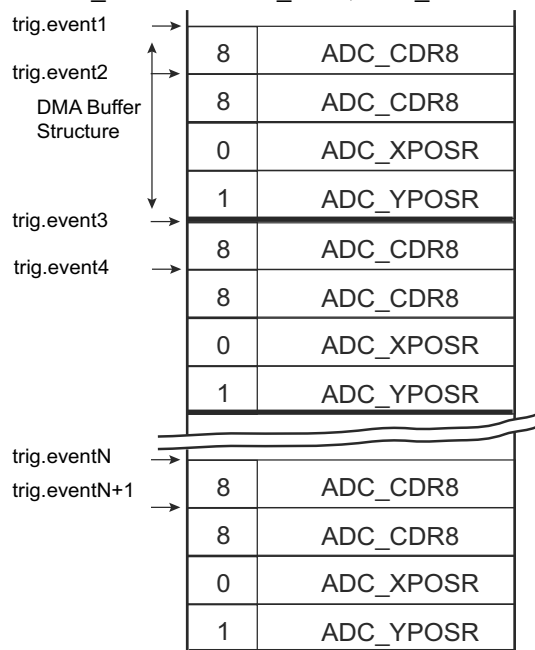 trig.event1
8 ADC_CDR8
trig.event2
8 ADC_CDR8
DMA Buffer
Structure
0 ADC_XPOSR
1 ADC_YPOSR
trig.event3
8 ADC_CDR8
trig.event4
8 ADC_CDR8
0 ADC_XPOSR
1 ADC_YPOSR
trig.eventN
8 ADC_CDR8
trig.eventN+1
8 ADC_CDR8
0 ADC_XPOSR
1 ADC_YPOSR